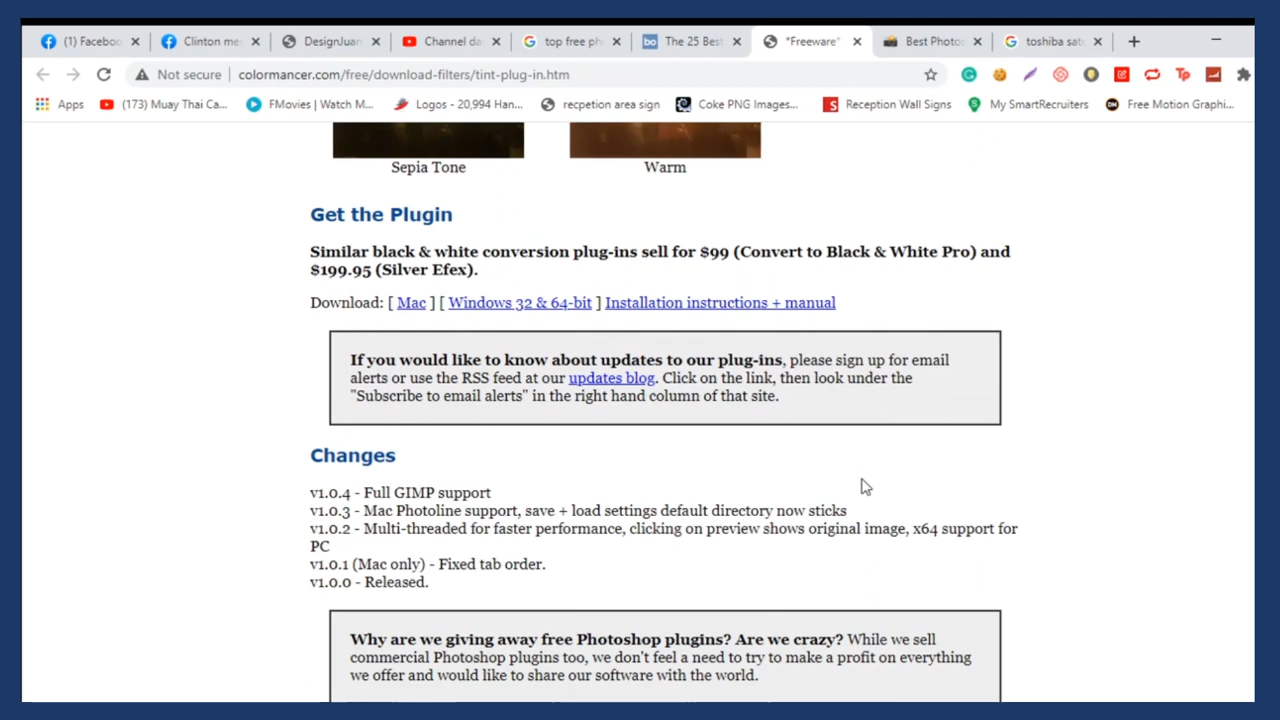 (1) Faceboo
Clinton me
DesignJuan
Channel da
top free ph
The 25 Best
*Freeware*
Best Photos
toshiba sate
Not secure
colormancer.com/free/download-filters/tint-plug-in.htm
Apps
(173) Muay Thai Ca...
FMovies | Watch M...
Logos - 20,994 Han...
recpetion area sign
Coke PNG Images...
Reception Wall Signs
My SmartRecruiters
Free Motion Graphi...
Sepia Tone
Warm
Get the Plugin
Similar black & white conversion plug-ins sell for $99 (Convert to Black & White Pro) and
$199.95 (Silver Efex).
Download: [ Mac ] [ Windows 32 & 64-bit ] Installation instructions + manual
If you would like to know about updates to our plug-ins, please sign up for email
alerts or use the RSS feed at our updates blog. Click on the link, then look under the
"Subscribe to email alerts" in the right hand column of that site.
Changes
v1.0.4 - Full GIMP support
v1.0.3 - Mac Photoline support, save + load settings default directory now sticks
v1.0.2 - Multi-threaded for faster performance, clicking on preview shows original image, x64 support for
PC
v1.0.1 (Mac only) - Fixed tab order.
v1.0.0 - Released.
Why are we giving away free Photoshop plugins? Are we crazy? While we sell
commercial Photoshop plugins too, we don't feel a need to try to make a profit on everything
we offer and would like to share our software with the world.